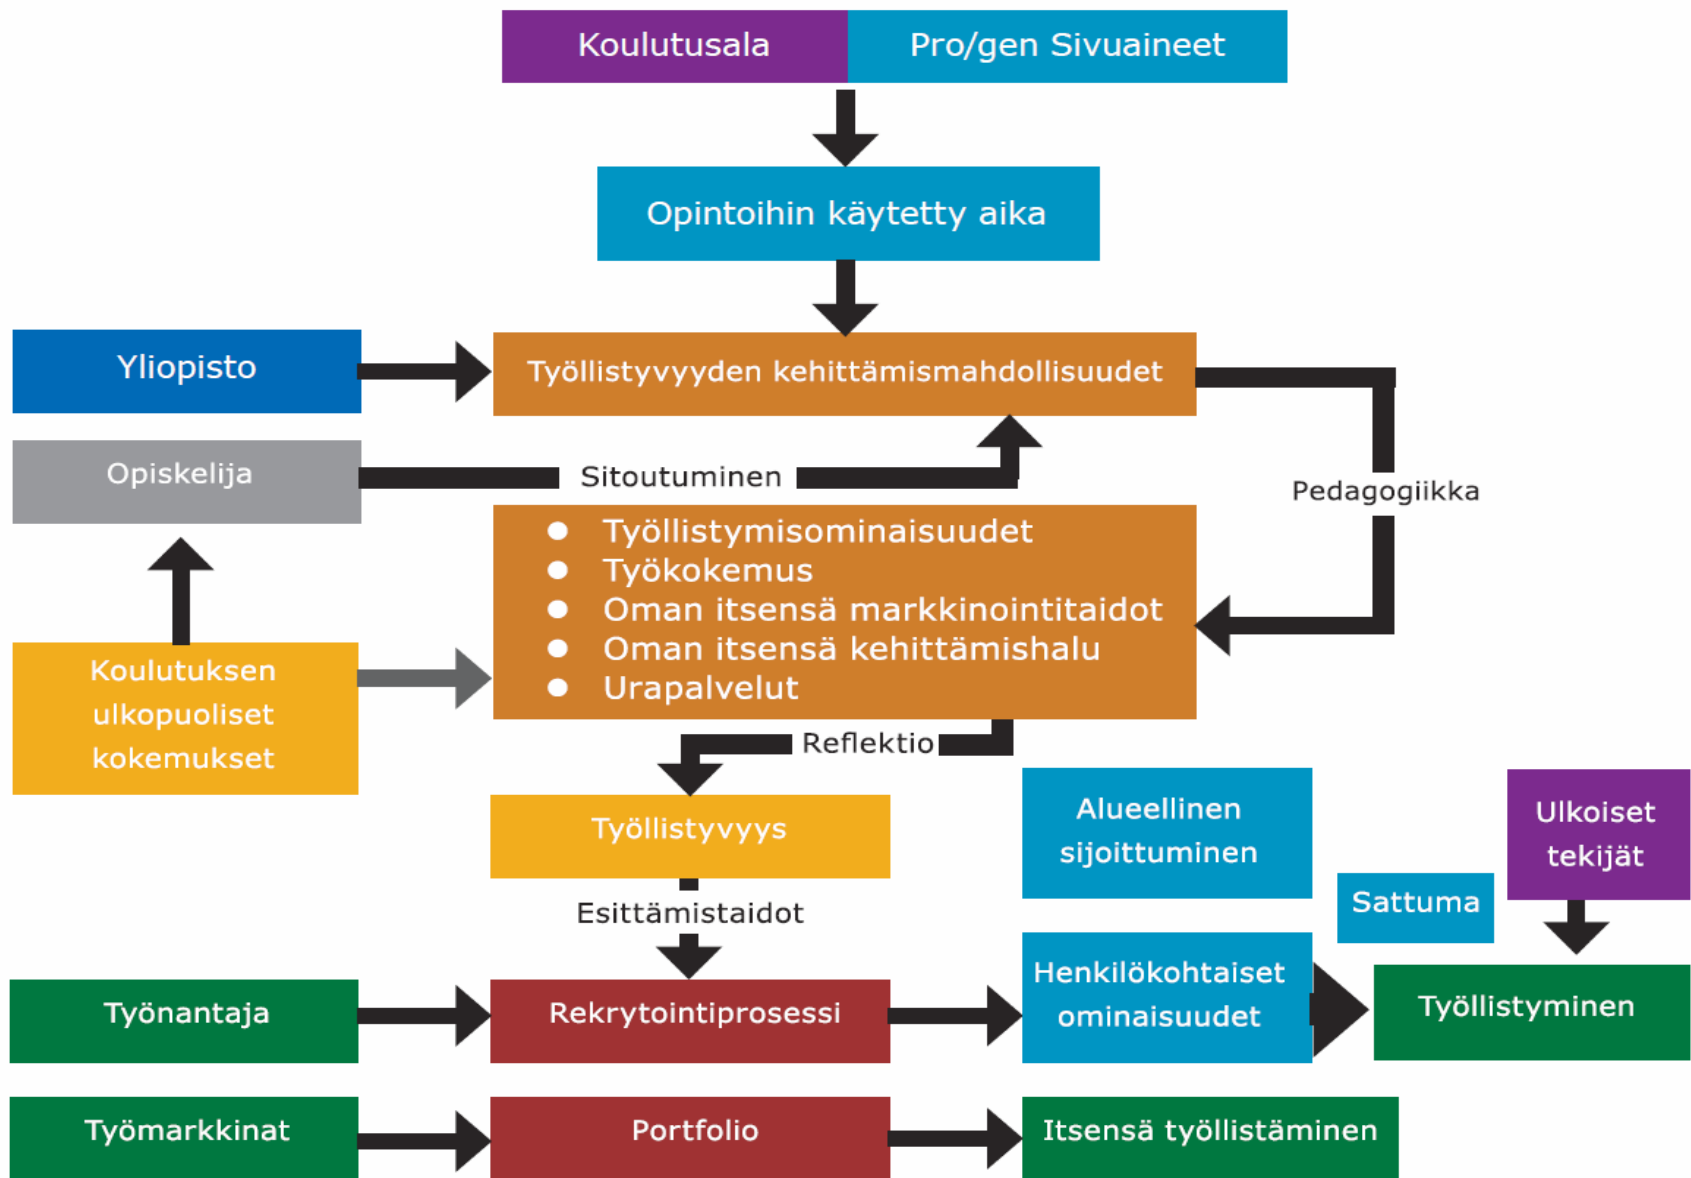 Koulutusala
Pro/gen Sivuaineet
Opintoihin käytetty aika
Yliopisto
Työllistyvyyden kehittämismahdollisuudet
Opiskelija
Sitoutuminen
Pedagogiikka
Työllistymisominaisuudet
Työkokemus
Oman itsensä markkinointitaidot
Oman itsensä kehittämishalu
Urapalvelut
Koulutuksen
ulkopuoliset
kokemukset
Reflektio
Työllistyvyys
Alueellinen
sijoittuminen
Ulkoiset
tekijät
Sattuma
Esittämistaidot
Työnantaja
Rekrytointiprosessi
Henkilökohtaiset
ominaisuudet
Työllistyminen
Työmarkkinat
Portfolio
Itsensä työllistäminen